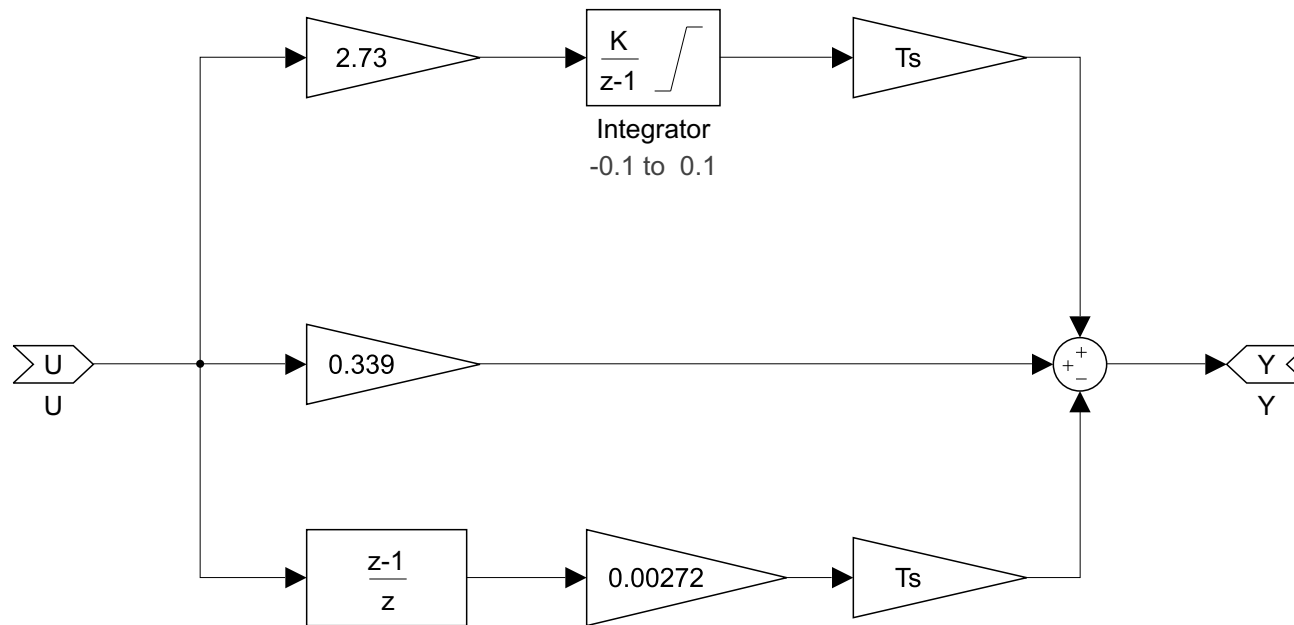 2.73
K
z-1
Ts
Integrator
-0.1 to  0.1
U
U
0.339
+
+
−
Y
Y
z-1
z
0.00272
Ts